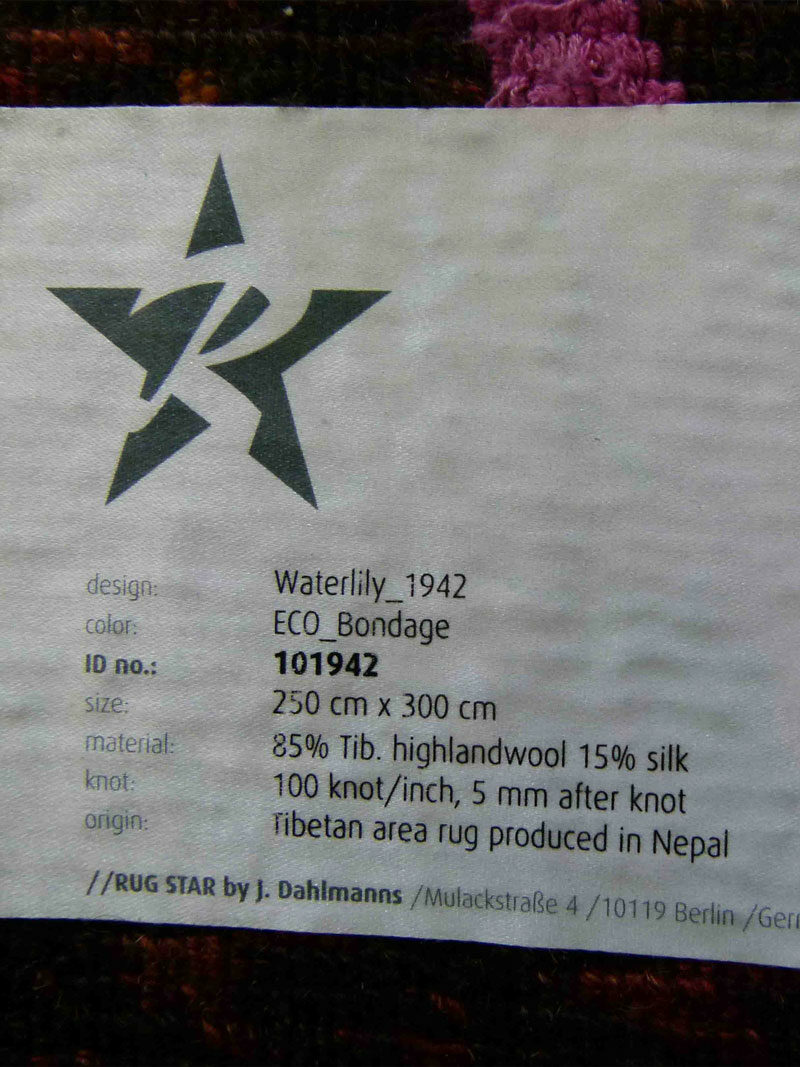 design: Waterlily_1942
color: ECO_Bondage
ID no.: 101942
size: 250 cm x 300 cm
material: 85% Tib. highlandwool 15% silk
knot: 100 knot/inch, 5 mm after knot
origin: Tibetan area rug produced in Nepal
//RUG STAR by J. Dahlmanns /Mulackstraße 4 /10119 Berlin /